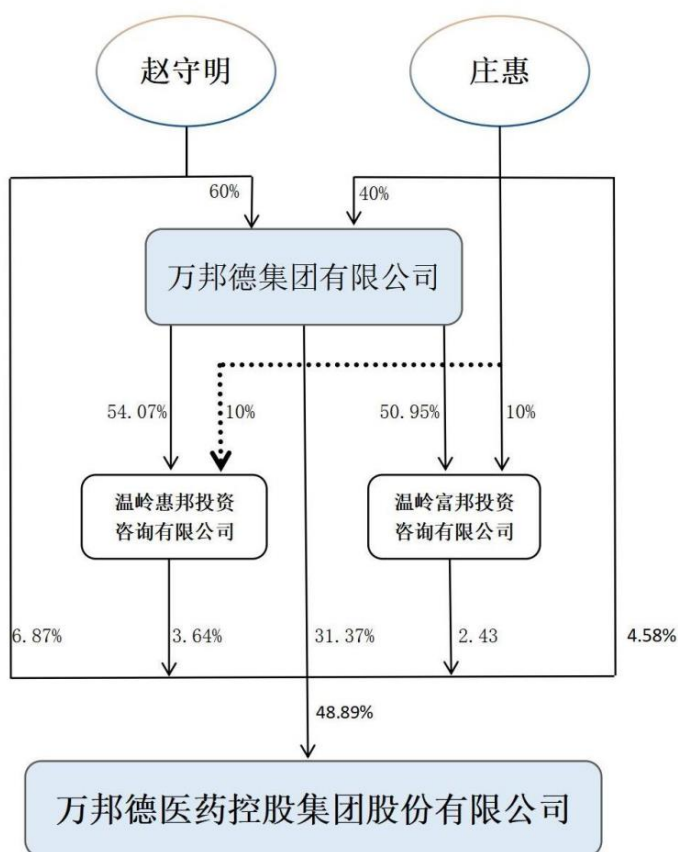 赵守明
庄惠
60%
40%
万邦德集团有限公司
54.07%
10%
50.95%
10%
温岭惠邦投资
咨询有限公司
温岭富邦投资
咨询有限公司
6.87%
3.64%
31.37%
2.43
4.58%
48.89%
万邦德医药控股集团股份有限公司